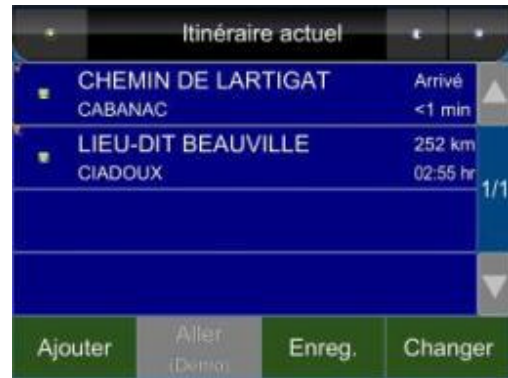 Itinéraire actuel
CHEMIN DE LARTIGAT
Arrivé
CABANAC
<1 min
LIEU-DIT BEAUVILLE
252 km
CIADOUX
02:55 hr
1/1
Ajouter
Aller
(Démo)
Enreg.
Changer